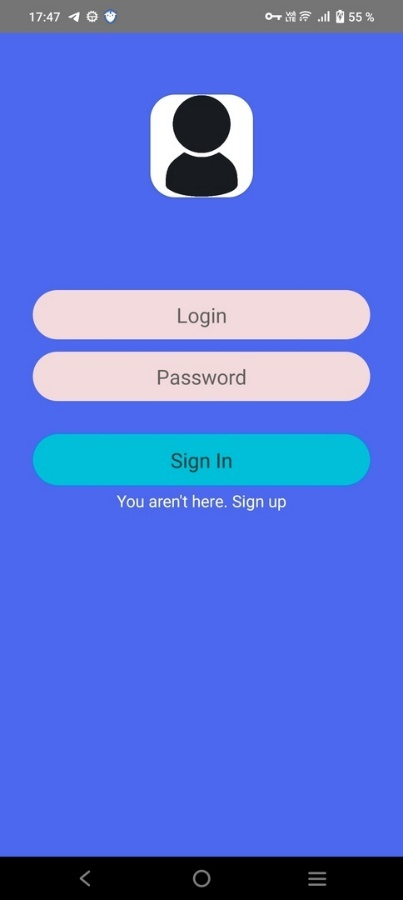 17:47 55 %
Login
Password
Sign In
You aren't here. Sign up